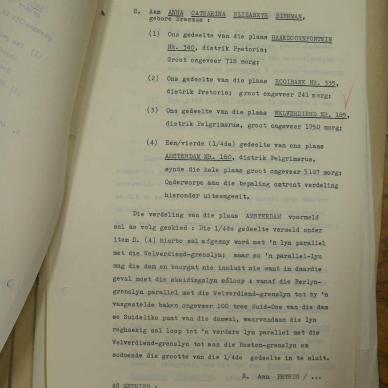 D. Aan ANNA CATHARINA ELIZABETH BIERMAN,
gebore Erasmus :
(1) Ons gedeelte van die plaas HAAKDOORNFONTEIN
NR. 340, distrik Pretoria;
Groot ongeveer 718 morg;
(2) Ons gedeelte van die plaas ROOIBANK NR. 335,
distrik Pretoria; groot ongeveer 241 morg;
(3) Ons gedeelte van die plaas WELVERDIEND NR. 185,
distrik Pelgrimsrus, groot ongeveer 1750 morg;
(4) Een/vierde (1/4de) gedeelte van ons plaas
AMSTERDAM NR. 180, distrik Pelgrimsrus,
synde die hele plaas groot ongeveer 3107 morg;
Onderworpe aan die bepaling omtrent verdeling
hieronder uiteengesit.
Die verdeling van die plaas AMSTERDAM voormeld
sal as volg geskied : Die 1/4de gedeelte vermeld onder
item D. (4) hierbo sal afgesny word met 'n lyn parallel
met die Welverdiend-grenslyn; maar so 'n parallel-lyn
mag die dam en boorgat nie insluit nie want in daardie
geval moet die skeidingslyn afloop : vanaf die
grenslyn parallel met die Welverdiend-grenslyn tot by 'n
vasgestelde baken ongeveer 100 tree Suid-Oos van die dam
se Suidelike punt van die damwal, waarvandaan die lyn
reghoekig sal loop tot 'n verdere lyn parallel met die
Welverdiend-grenslyn tot aan die Boston-grenslyn om
sodoende die grootte van die 1/4de gedeelte in te sluit.
E. Aan PETRUS / ...
AS GETUIES :